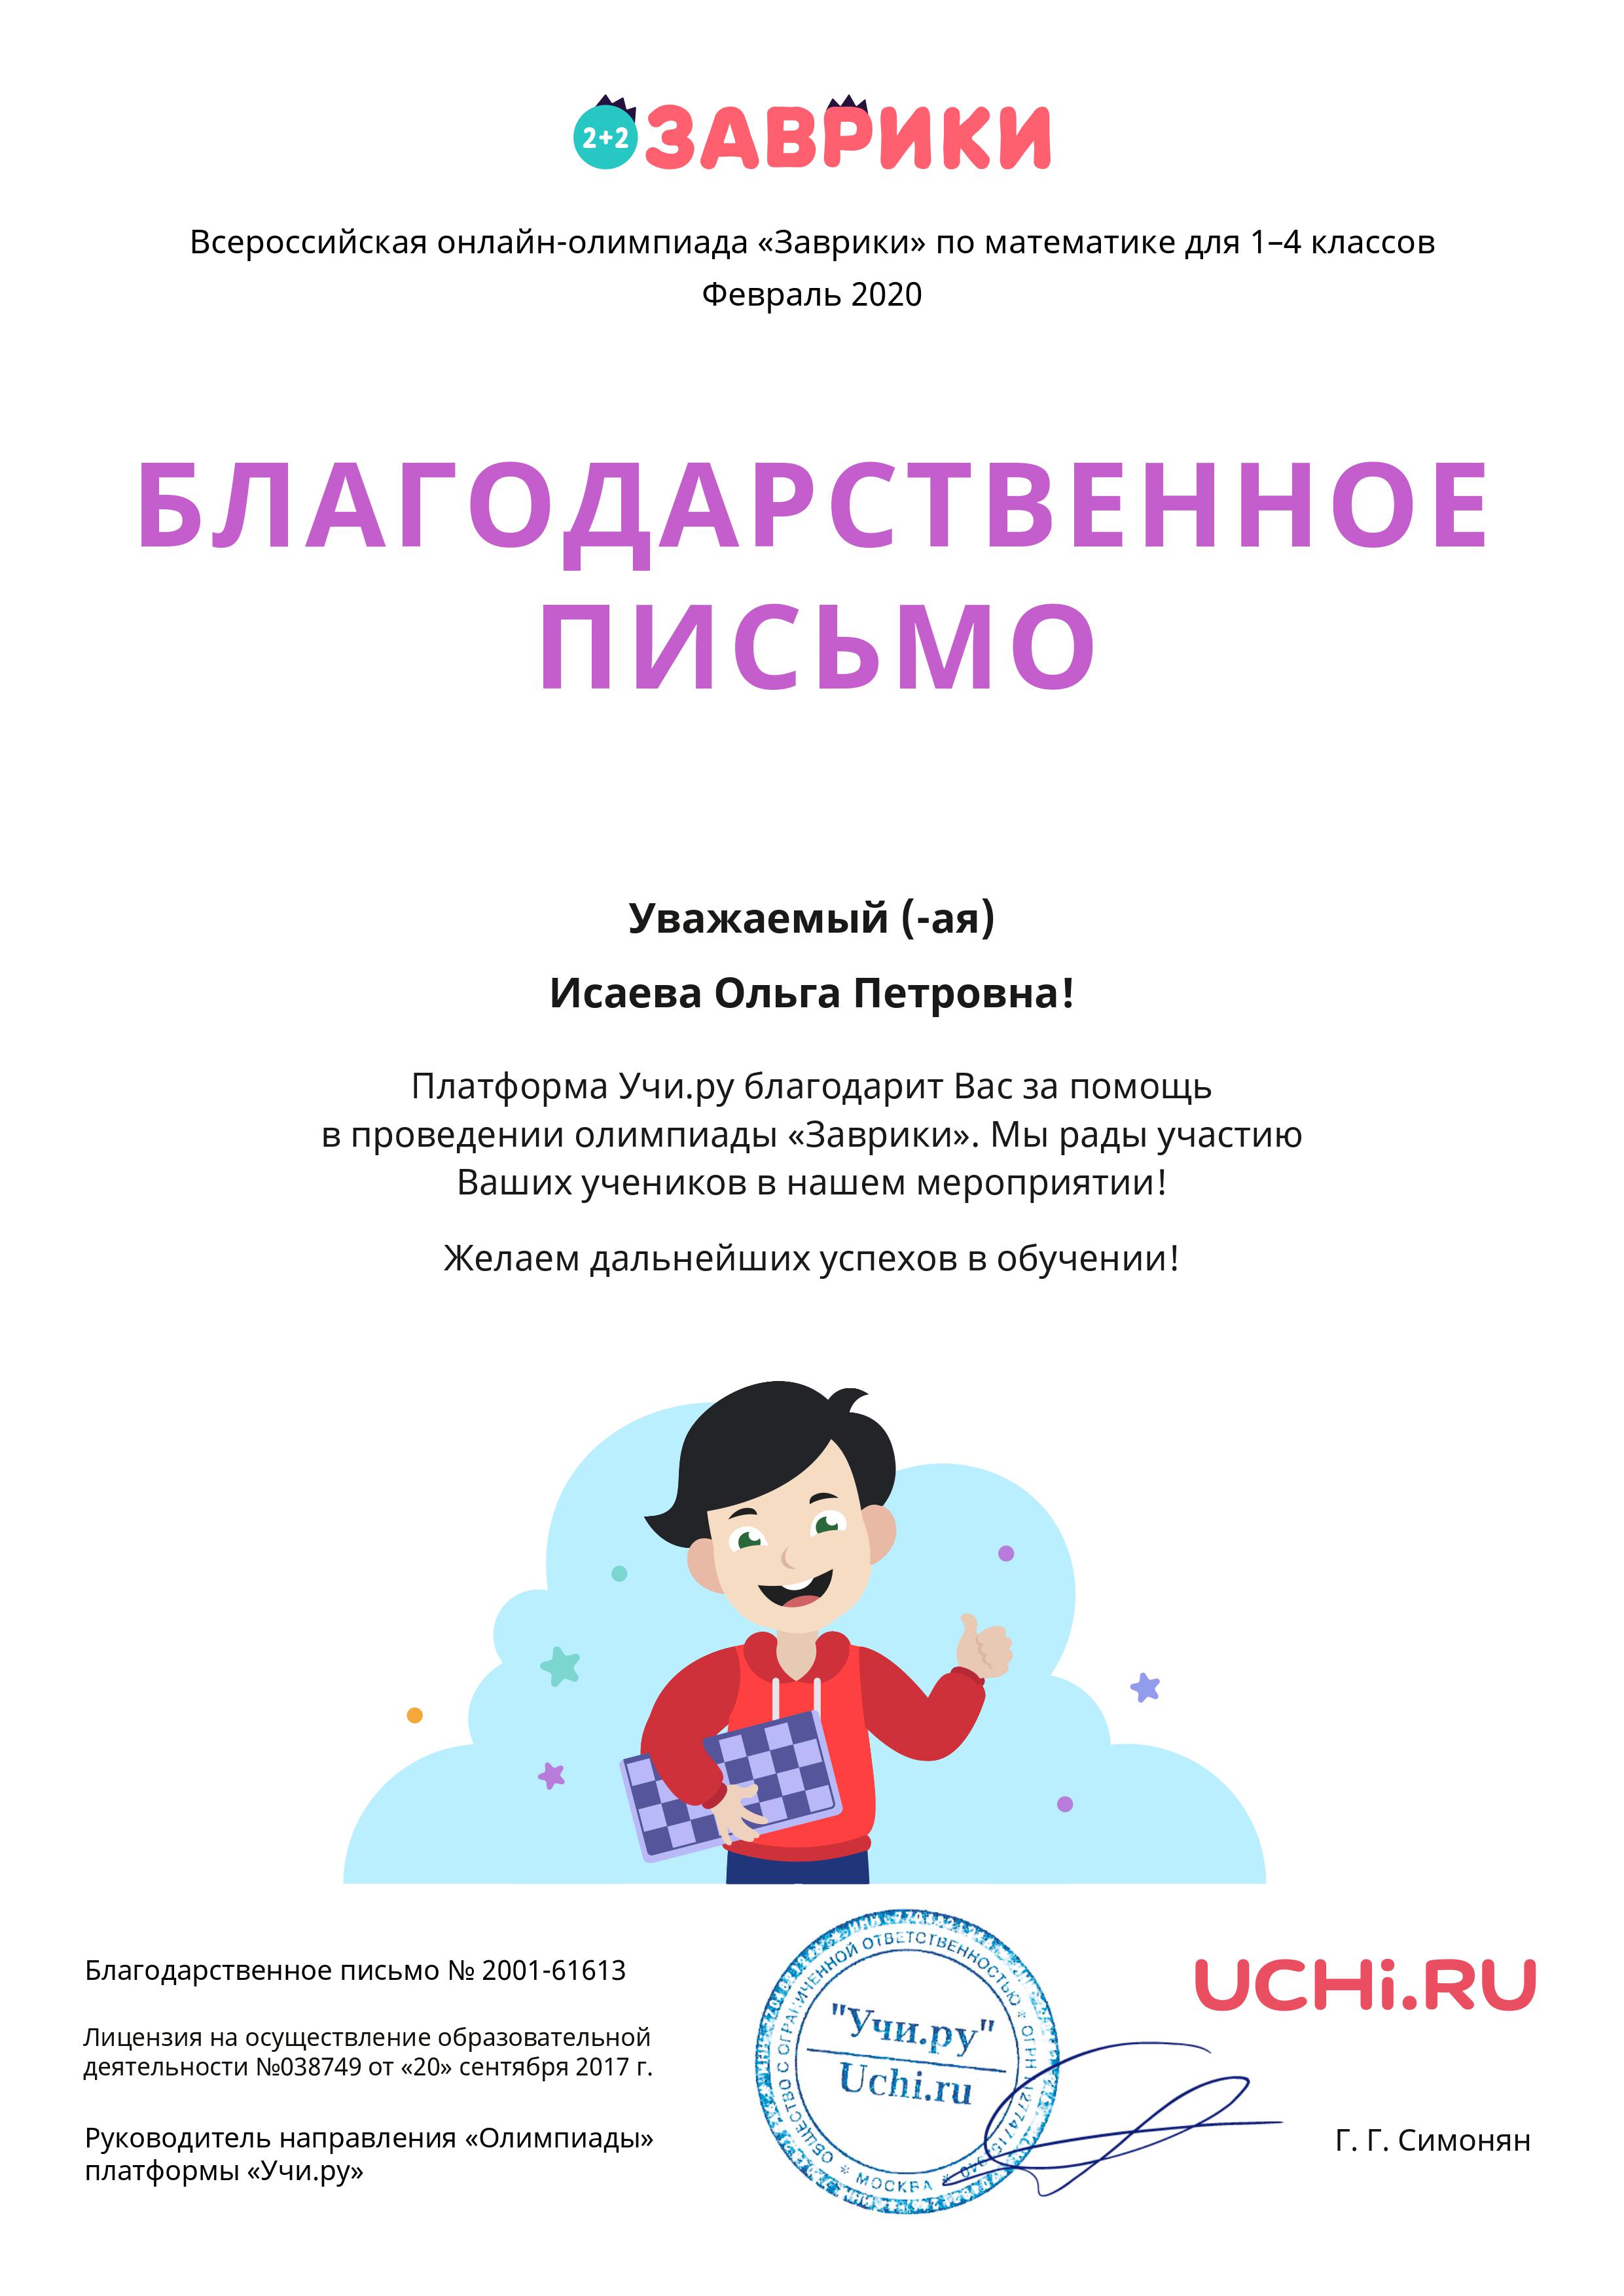 2+2 ЗАВРИКИ
Всероссийская онлайн-олимпиада «Заврики» по математике для 1–4 классов
Февраль 2020
БЛАГОДАРСТВЕННОЕ
ПИСЬМО
Уважаемый (-ая)
Исаева Ольга Петровна!
Платформа Учи.ру благодарит Вас за помощь
в проведении олимпиады «Заврики». Мы рады участию
Ваших учеников в нашем мероприятии!
Желаем дальнейших успехов в обучении!
Благодарственное письмо № 2001-61613
Лицензия на осуществление образовательной
деятельности №038749 от «20» сентября 2017 г.
Руководитель направления «Олимпиады»
платформы «Учи.ру»
ОБЩЕСТВО С ОГРАНИЧЕННОЙ ОТВЕТСТВЕННОСТЬЮ * ОГРН
* МОСКВА *
"Учи.ру"
Uchi.ru
UCHi.RU
Г. Г. Симонян